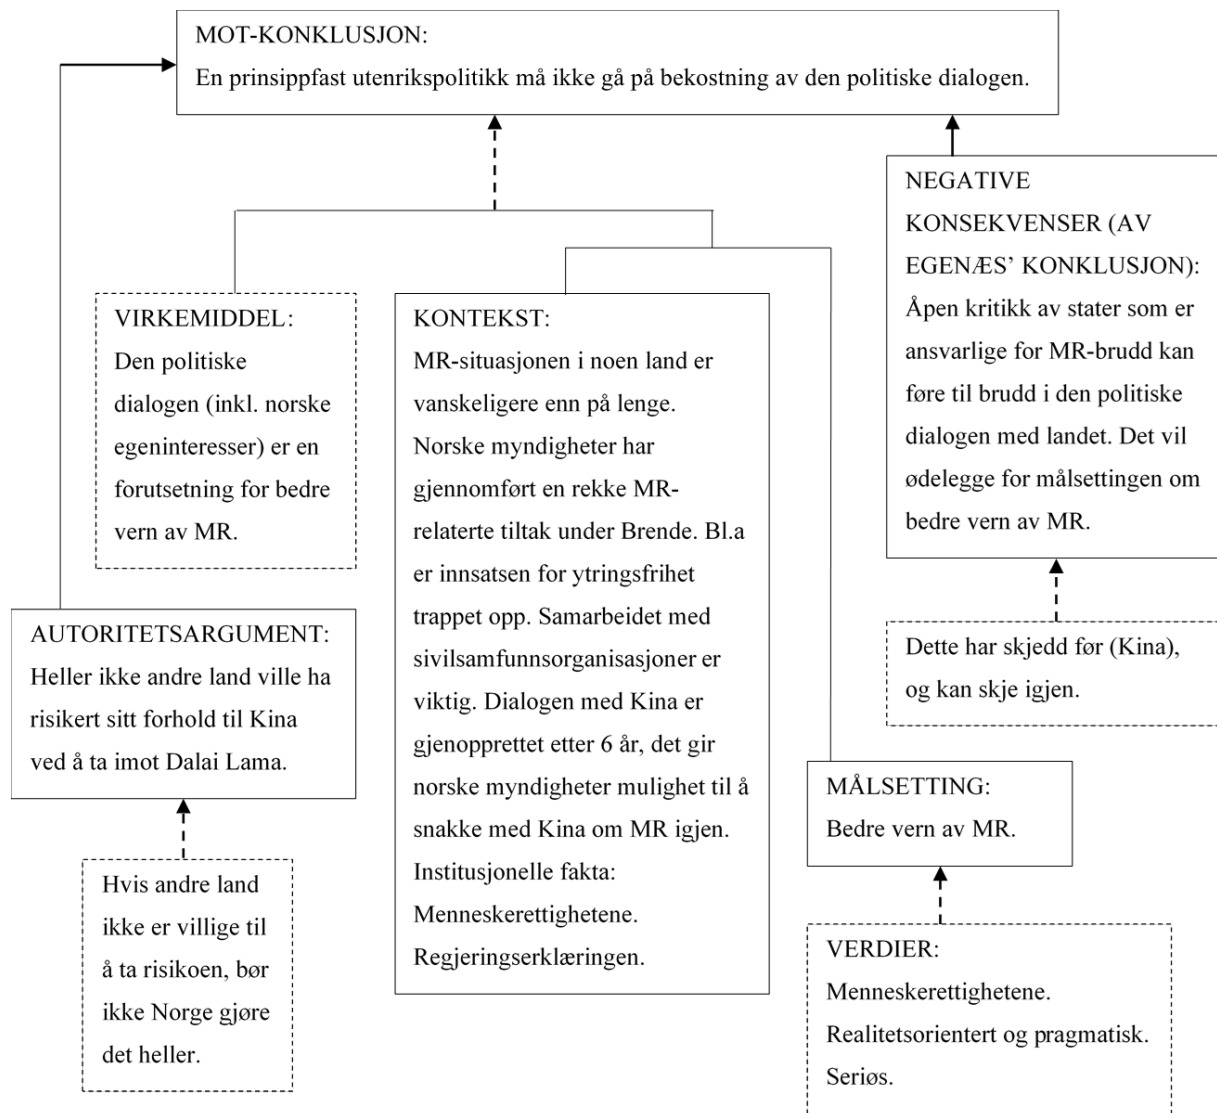 MOT-KONKLUSJON:
En prinsippfast utenrikspolitikk må ikke gå på bekostning av den politiske dialogen.
NEGATIVE
KONSEKVENSER (AV
EGENÆS’ KONKLUSJON):
Åpen kritikk av stater som er
ansvarlige for MR-brudd kan
føre til brudd i den politiske
dialogen med landet. Det vil
ødelegge for målsettingen om
bedre vern av MR.
VIRKEMIDDEL:
Den politiske
dialogen (inkl. norske
egeninteresser) er en
forutsetning for bedre
vern av MR.
KONTEKST:
MR-situasjonen i noen land er
vanskeligere enn på lenge.
Norske myndigheter har
gjennomført en rekke MR-
relaterte tiltak under Brende. Bl.a
er innsatsen for ytringsfrihet
trappet opp. Samarbeidet med
sivilsamfunnsorganisasjoner er
viktig. Dialogen med Kina er
gjenopprettet etter 6 år, det gir
norske myndigheter mulighet til å
snakke med Kina om MR igjen.
Institusjonelle fakta:
Menneskerettighetene.
Regjeringserklæringen.
AUTORITETSARGUMENT:
Heller ikke andre land ville ha
risikert sitt forhold til Kina
ved å ta imot Dalai Lama.
Dette har skjedd før (Kina),
og kan skje igjen.
MÅLSETTING:
Bedre vern av MR.
Hvis andre land
ikke er villige til
å ta risikoen, bør
ikke Norge gjøre
det heller.
VERDIER:
Menneskerettighetene.
Realitetsorientert og pragmatisk.
Seriøs.